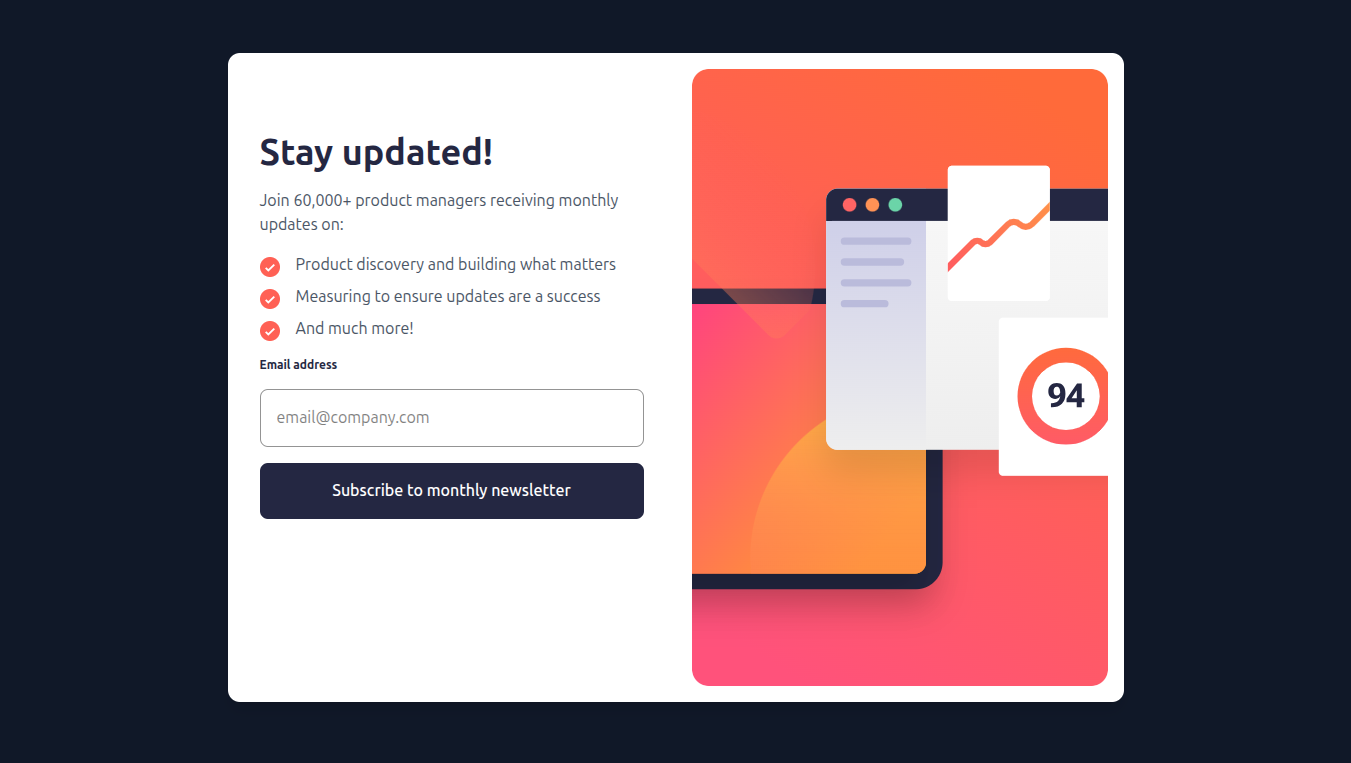 Stay updated!
Join 60,000+ product managers receiving monthly
updates on:
Product discovery and building what matters
Measuring to ensure updates are a success
And much more!
Email address
email@company.com
Subscribe to monthly newsletter
94